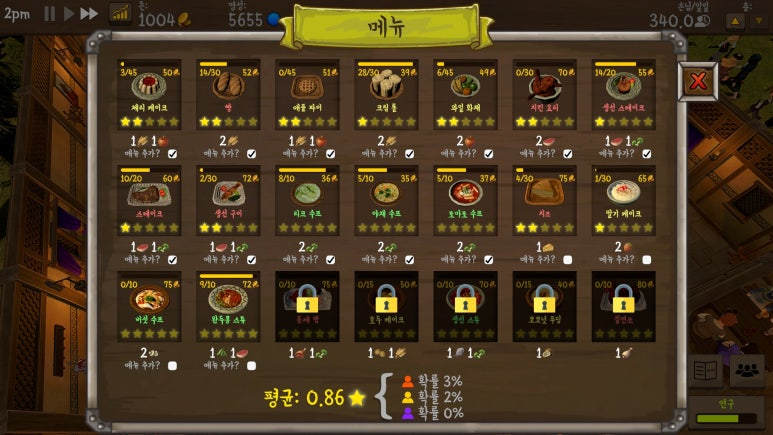 2pm
돈:
1004
명성:
5655
메뉴
손님/일일
340.0
층:
3/45 50
체리 케이크
14/30 52
빵
0/45 51
애플 파이
28/30 39
크림 롤
6/45 49
과일 화채
0/30 70
치킨 요리
14/20 55
생선 스테이크
1 1
2
1 1
2
2
2
1 1
메뉴 추가?
메뉴 추가?
메뉴 추가?
메뉴 추가?
메뉴 추가?
메뉴 추가?
메뉴 추가?
10/20 60
스테이크
2/30 72
생선 구이
8/10 36
리크 수프
5/10 35
야채 수프
5/10 37
토마토 수프
4/30 75
치즈
1/30 65
딸기 케이크
1 1
1 1
2
2
2
1
2
메뉴 추가?
메뉴 추가?
메뉴 추가?
메뉴 추가?
메뉴 추가?
메뉴 추가?
메뉴 추가?
0/10 75
버섯 수프
9/10 72
완두콩 스튜
0/10 75
훈제 햄
0/15 50
호두 케이크
0/10 70
생선 스튜
0/15 60
코코넛 푸딩
0/10 80
2
1 1
1 1
1 1
1 1
1
1
메뉴 추가?
메뉴 추가?
평균: 0.86
확률 3%
확률 2%
확률 0%
연구